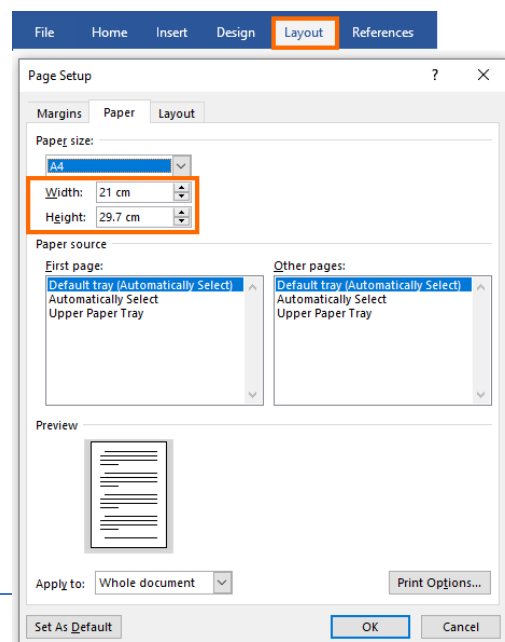 File Home Insert Design Layout References
Page Setup ? ×
Margins Paper Layout
Paper size:
A4
Width: 21 cm
Height: 29.7 cm
Paper source
First page: Other pages:
Default tray (Automatically Select) Default tray (Automatically Select)
Automatically Select Automatically Select
Upper Paper Tray Upper Paper Tray
Preview
Apply to: Whole document Print Options...
Set As Default OK Cancel